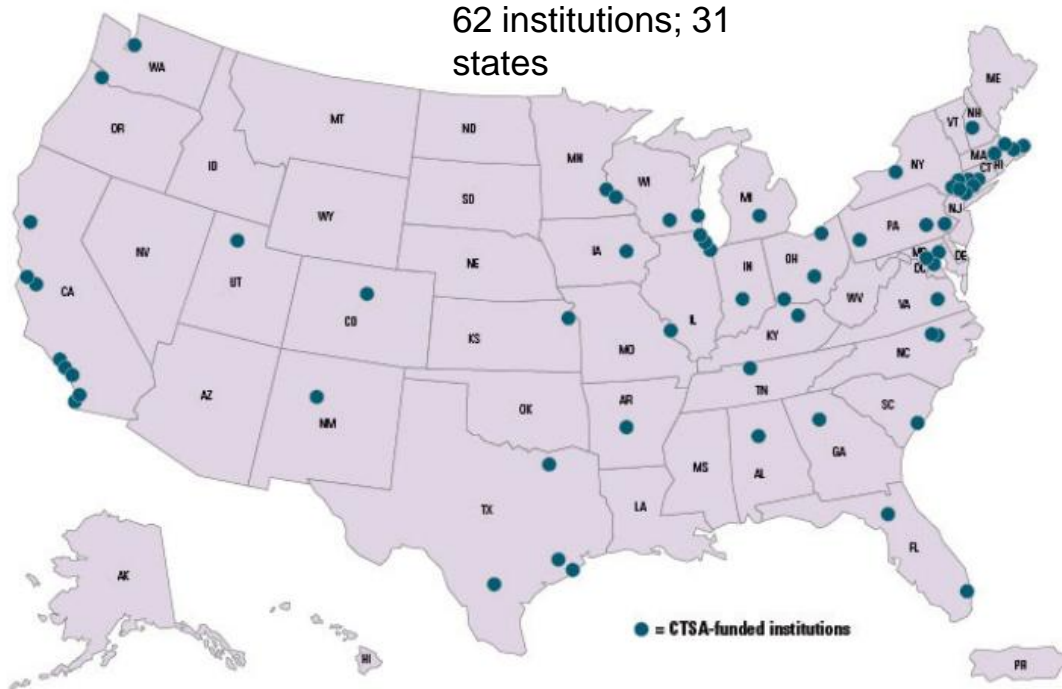 62 institutions; 31
states
WA
ME
MT
ND
VT
NH
OR
MN
ID
WI
NY
MA
SD
CT
RI
WY
MI
PA
NJ
IA
NE
OH
MD
DE
NV
IN
DC
UT
IL
WV
CA
CO
VA
KS
MO
KY
NC
TN
AZ
OK
AR
NM
SC
MS
AL
GA
TX
LA
FL
AK
= CTSA-funded institutions
HI
PR